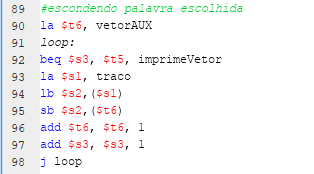 89 #escondendo palavra escolhida
90 la $t6, vetorAUX
91 loop:
92 beq $s3, $t5, imprimeVetor
93 la $s1, traco
94 lb $s2,($s1)
95 sb $s2,($t6)
96 add $t6, $t6, 1
97 add $s3, $s3, 1
98 j loop